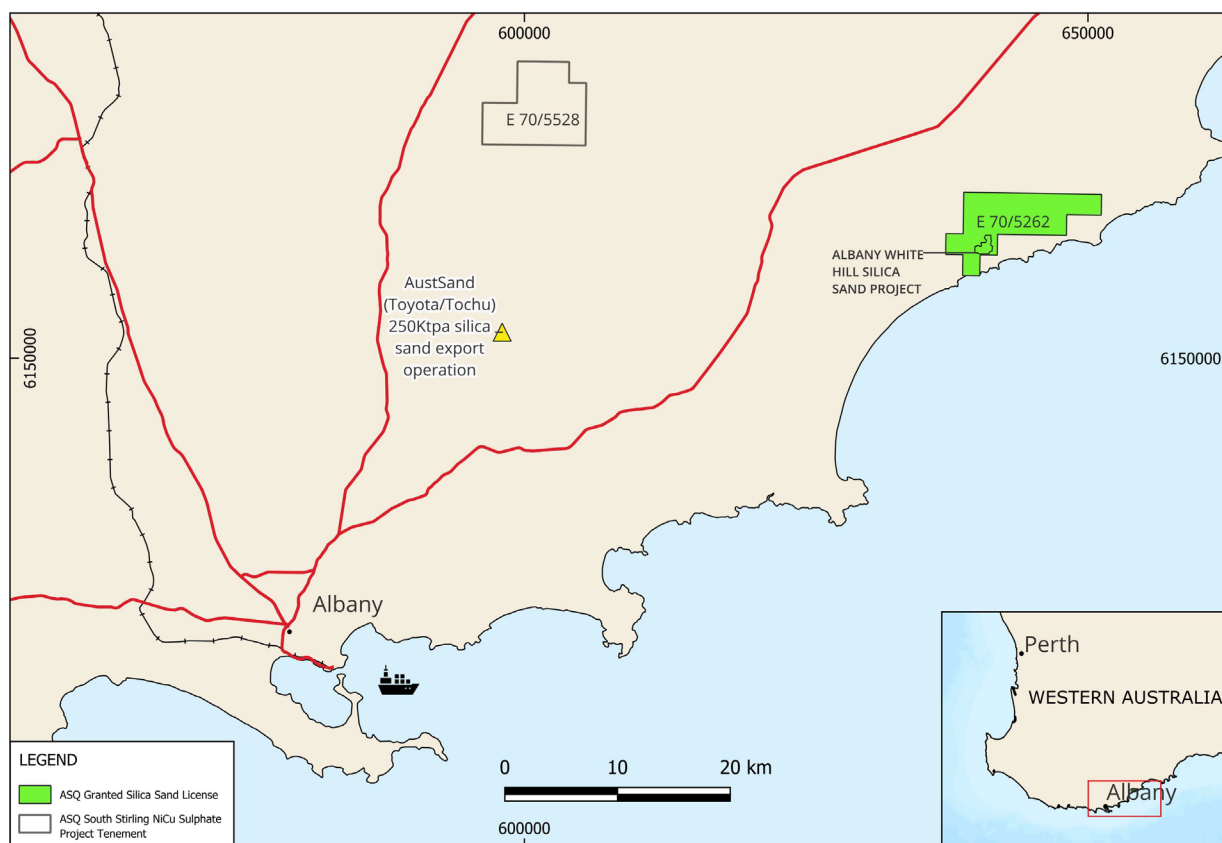 600000
650000
E 70/5528
E 70/5262
ALBANY WHITE
HILL SILICA
SAND PROJECT
AustSand
(Toyota/Tochu)
250Ktpa silica
sand export
operation
6150000
6150000
Albany
Perth
WESTERN AUSTRALIA
Albany
LEGEND
ASQ Granted Silica Sand License
ASQ South Stirling NiCu Sulphate
Project Tenement
0
10
20 km
600000